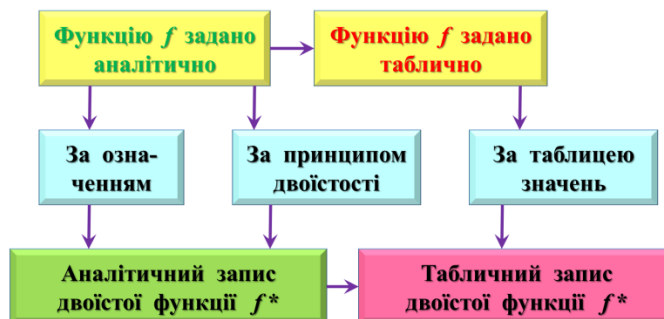 Функцію f задано
аналітично
Функцію f задано
таблично
За озна-
ченням
За принципом
двоїстості
За таблицею
значень
Аналітичний запис
двоїстої функції f*
Табличний запис
двоїстої функції f*